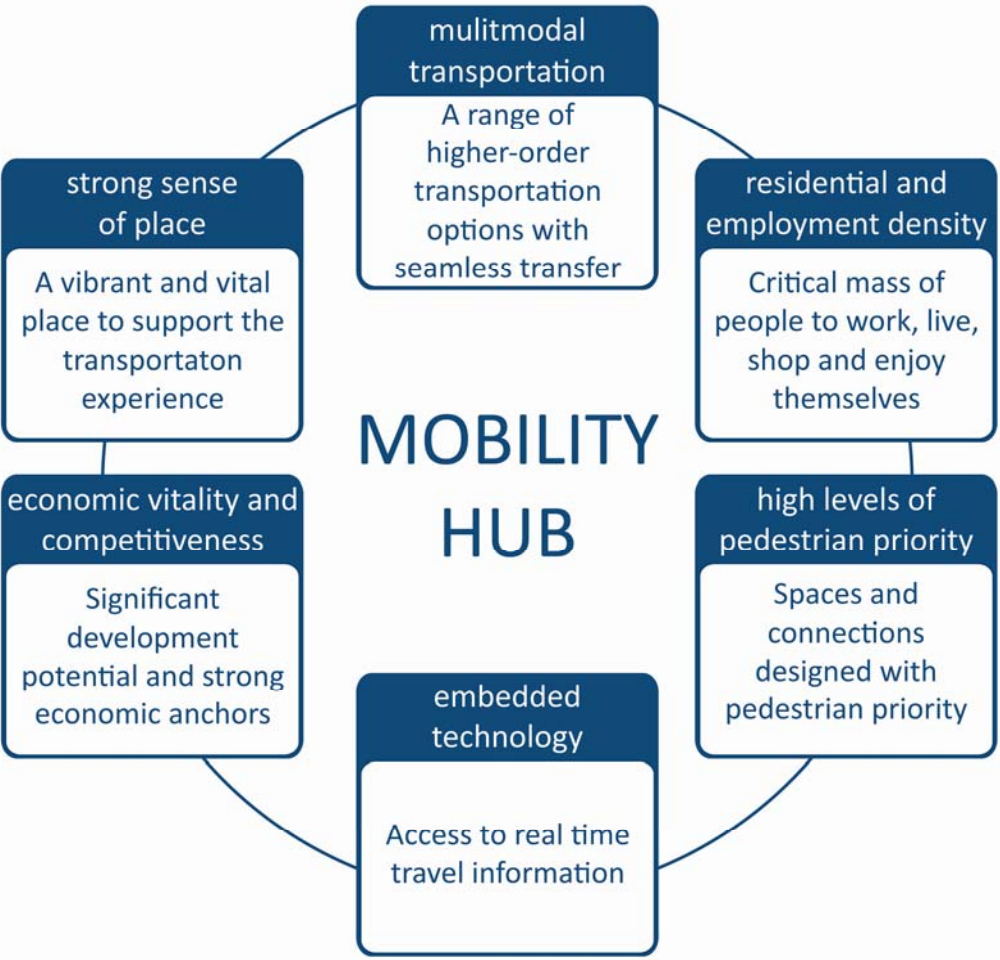 mulitmodal
transportation
A range of
higher-order
transportation
options with
seamless transfer
strong sense
of place
A vibrant and vital
place to support the
transportaton
experience
residential and
employment density
Critical mass of
people to work, live,
shop and enjoy
themselves
MOBILITY
HUB
economic vitality and
competitiveness
Significant
development
potential and strong
economic anchors
high levels of
pedestrian priority
Spaces and
connections
designed with
pedestrian priority
embedded
technology
Access to real time
travel information